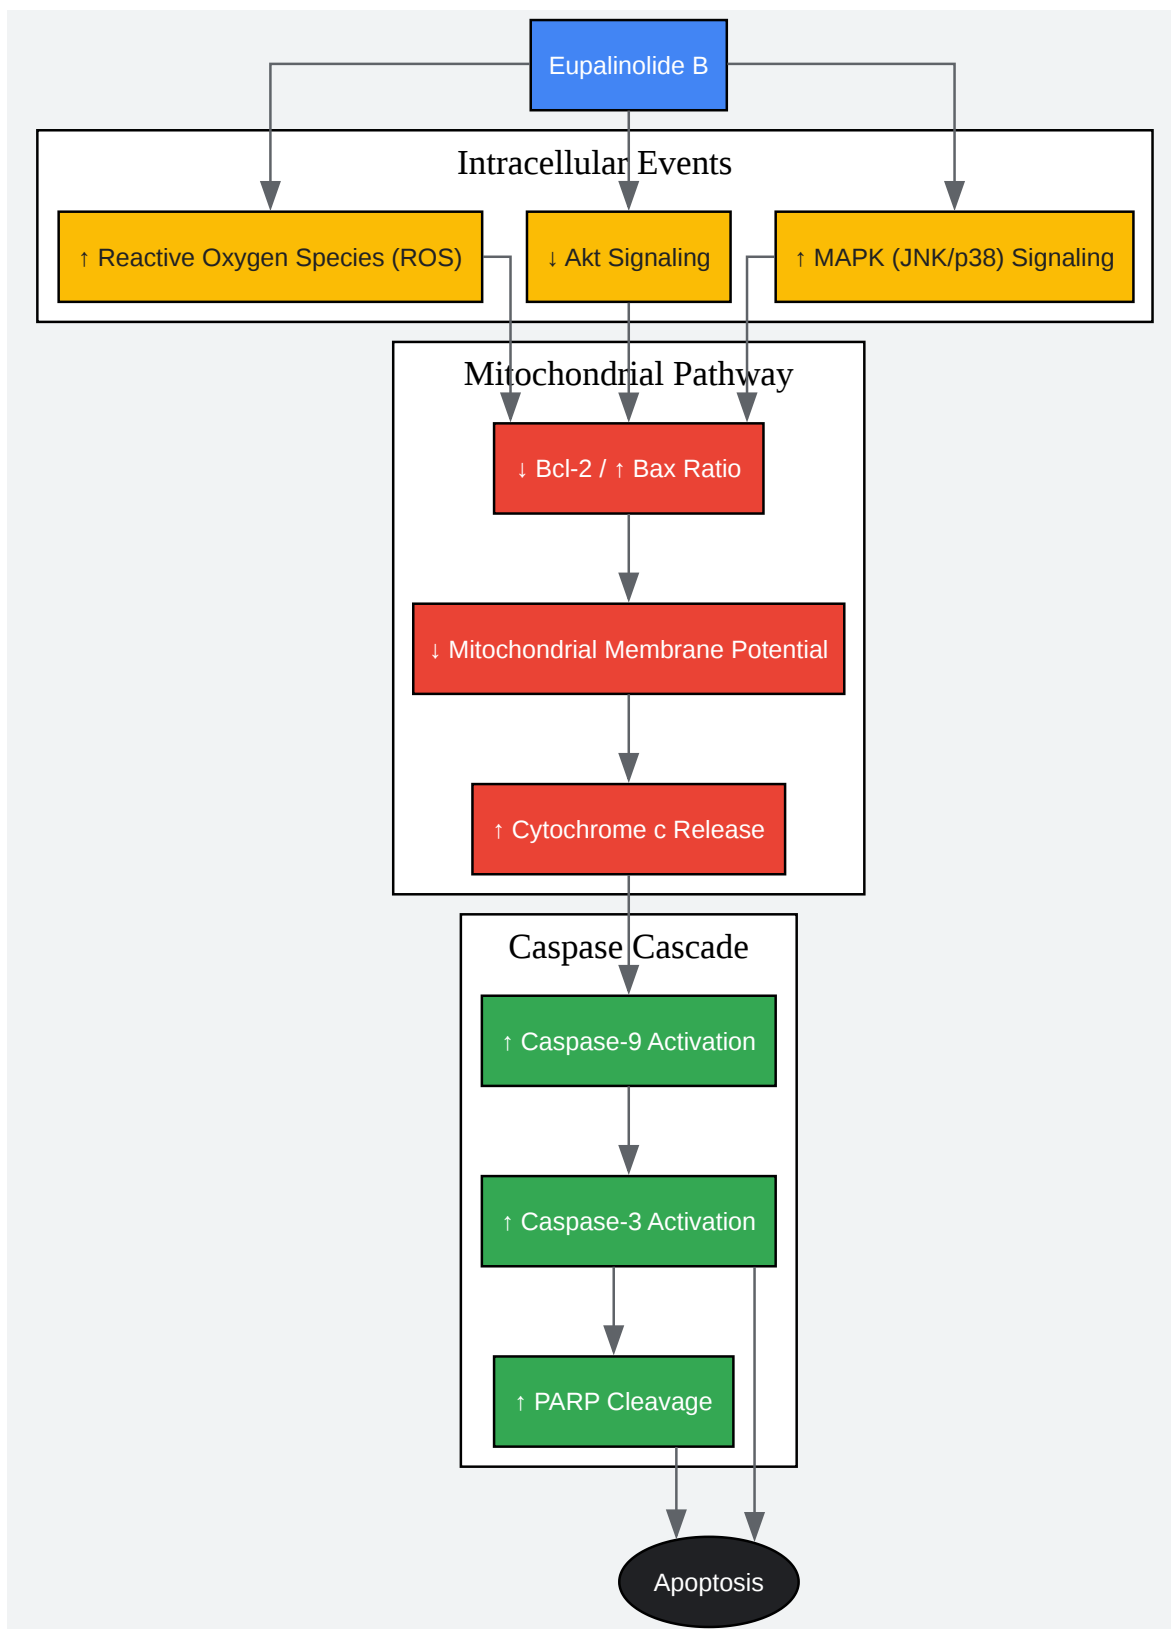 Eupalinolide B
Intracellular Events
↑ Reactive Oxygen Species (ROS)
↓ Akt Signaling
↑ MAPK (JNK/p38) Signaling
Mitochondrial Pathway
↓ Bcl-2 / ↑ Bax Ratio
↓ Mitochondrial Membrane Potential
↑ Cytochrome c Release
Caspase Cascade
↑ Caspase-9 Activation
↑ Caspase-3 Activation
↑ PARP Cleavage
Apoptosis